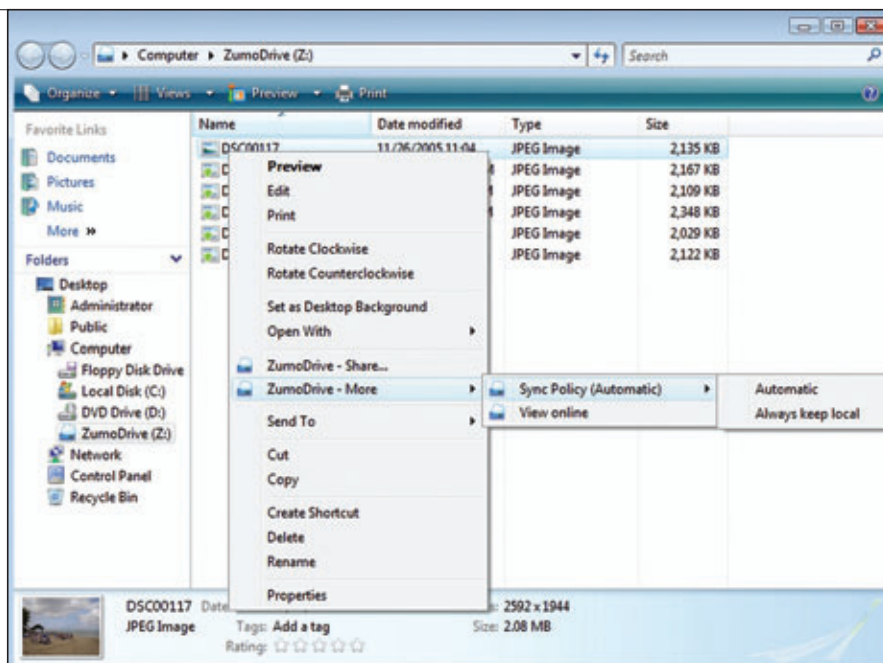 Computer ZumoDrive (Z:)
Search
Organize Views Preview Print
Favorite Links
Documents
Pictures
Music
More »
Folders
Desktop
Administrator
Public
Computer
Floppy Disk Drive
Local Disk (C:)
DVD Drive (D:)
ZumoDrive (Z:)
Network
Control Panel
Recycle Bin
Name Date modified Type Size
DSC00117 11/26/2005 11:04 JPEG Image 2,135 KB
JPEG Image 2,167 KB
JPEG Image 2,109 KB
JPEG Image 2,348 KB
JPEG Image 2,029 KB
JPEG Image 2,122 KB
Preview
Edit
Print
Rotate Clockwise
Rotate Counterclockwise
Set as Desktop Background
Open With
ZumoDrive - Share...
ZumoDrive - More
Send To
Cut
Copy
Create Shortcut
Delete
Rename
Properties
Sync Policy (Automatic)
View online
Automatic
Always keep local
DSC00117
JPEG Image
Tags: Add a tag
Rating:
2592 x 1944
Size: 2.08 MB